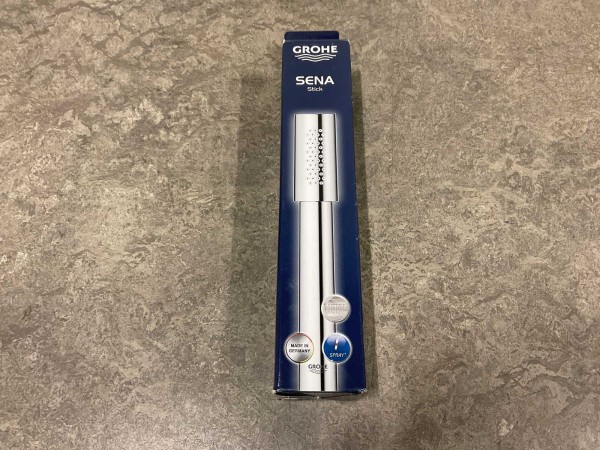 GROHE
SENA
Stick
MADE IN
GERMANY
SPRAY
GROHE